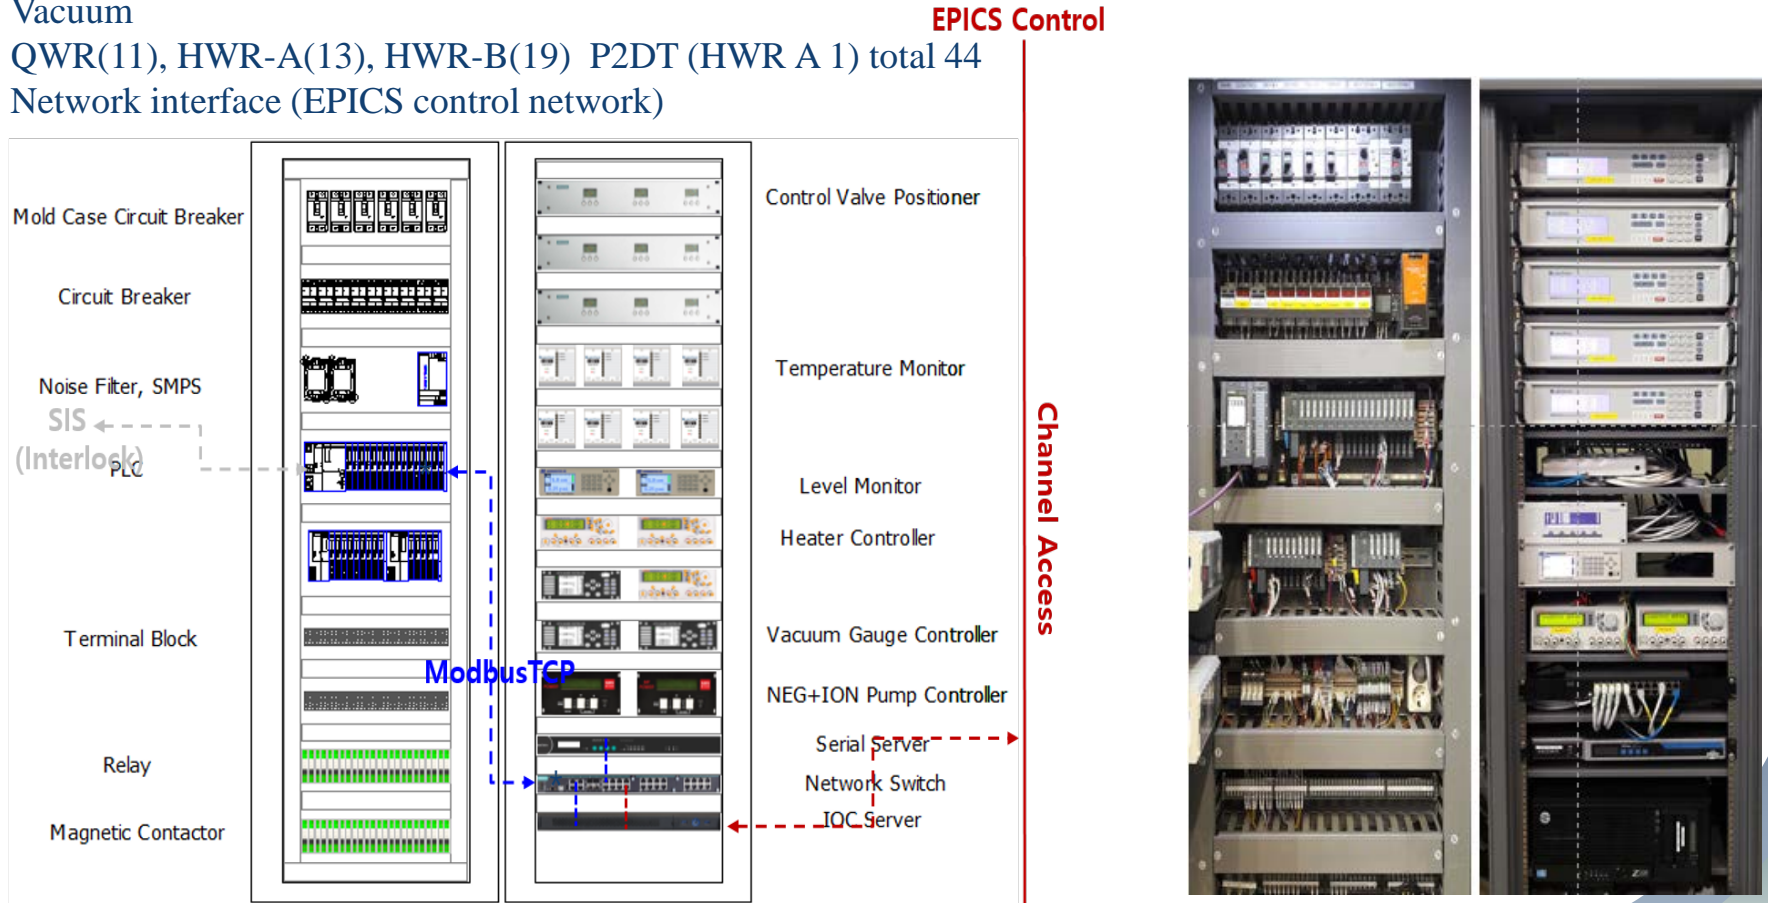 Vacuum
QWR(11), HWR-A(13), HWR-B(19)  P2DT (HWR A 1) total 44
Network interface (EPICS control network)
EPICS Control
Mold Case Circuit Breaker
Circuit Breaker
Noise Filter, SMPS
SIS
(Interlock)
PLC
Terminal Block
Relay
Magnetic Contactor
ModbusTCP
Control Valve Positioner
Temperature Monitor
Level Monitor
Heater Controller
Vacuum Gauge Controller
NEG+ION Pump Controller
Serial Server
Network Switch
IOC Server
Channel Access